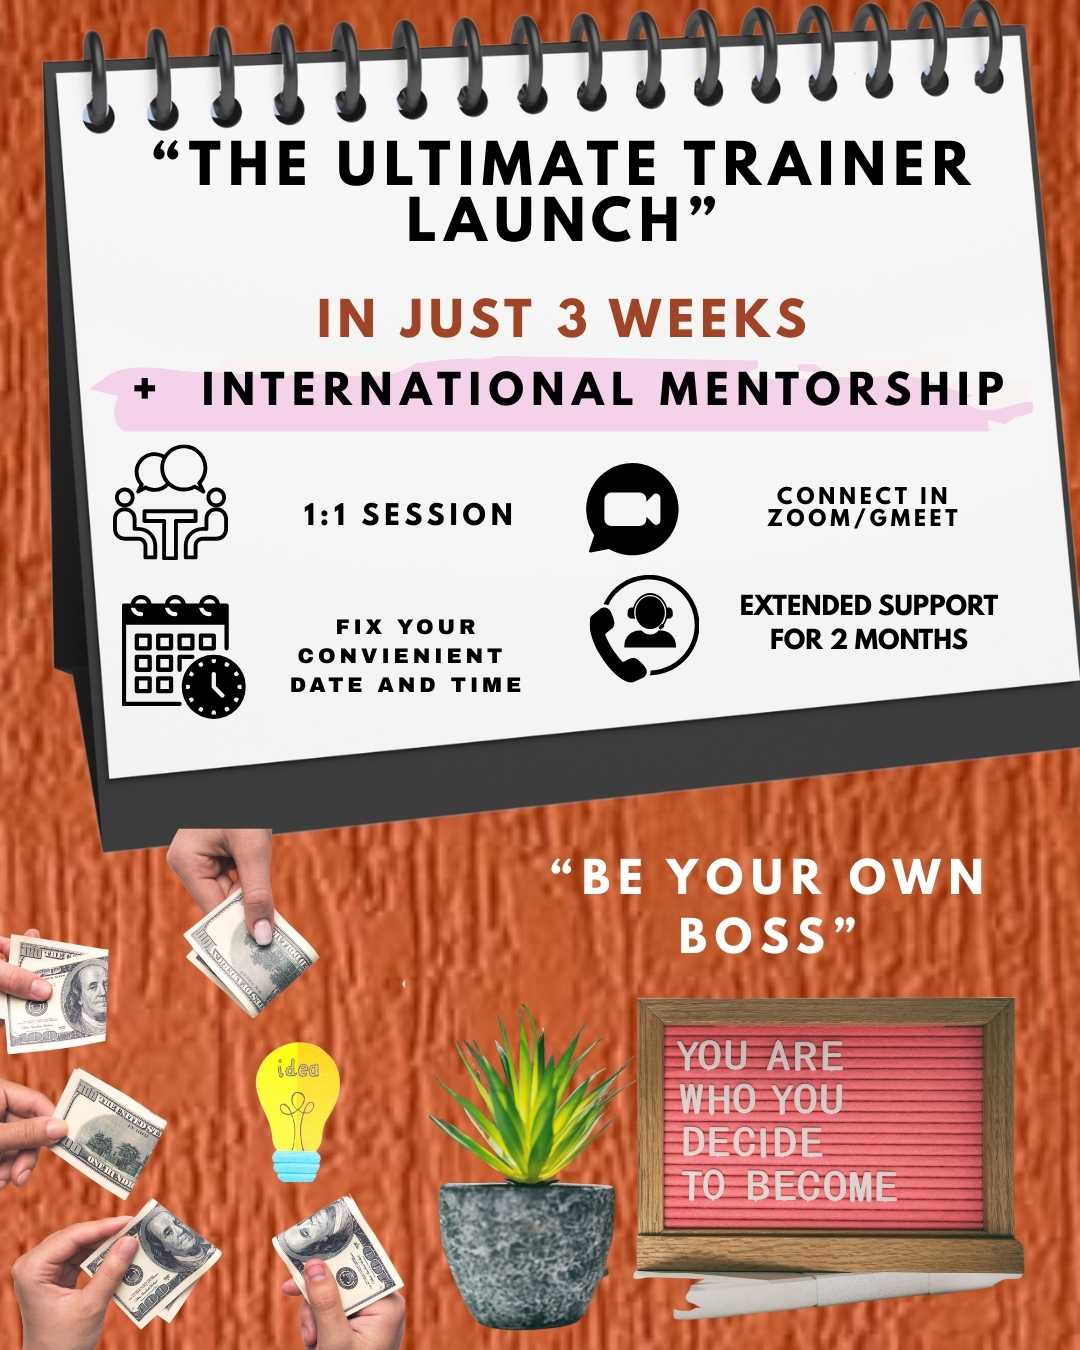 “THE ULTIMATE TRAINER
LAUNCH”
IN JUST 3 WEEKS
+ INTERNATIONAL MENTORSHIP
1:1 SESSION
CONNECT IN
ZOOM/GMEET
FIX YOUR
CONVIENIENT
DATE AND TIME
EXTENDED SUPPORT
FOR 2 MONTHS
“BE YOUR OWN
BOSS”
idea
YOU ARE
WHO YOU
DECIDE
TO BECOME